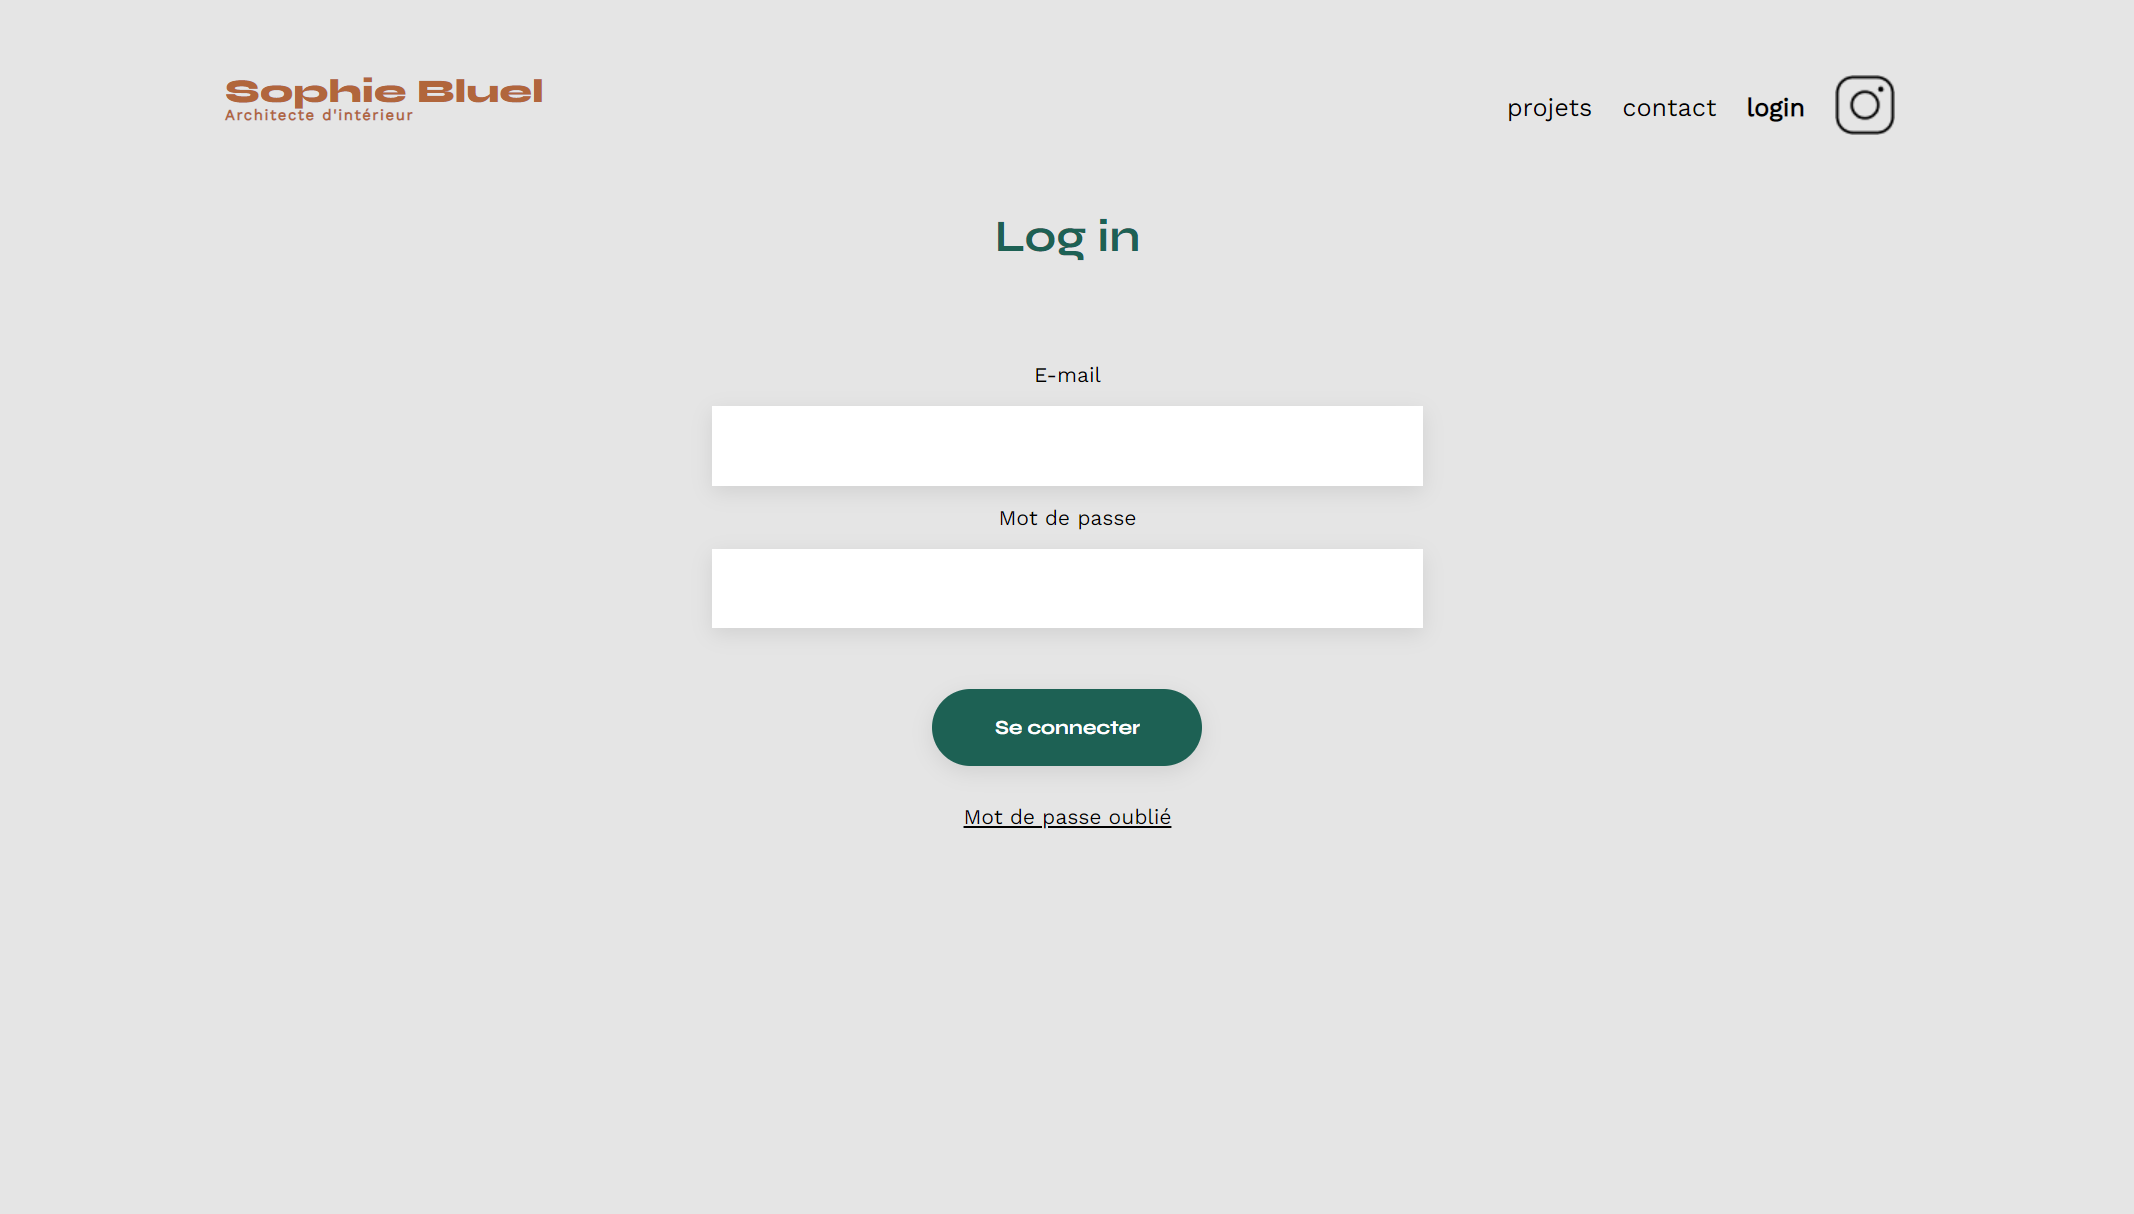 Sophie Bluel
Architecte d'intérieur
projets contact login
Log in
E-mail
Mot de passe
Se connecter
Mot de passe oublié